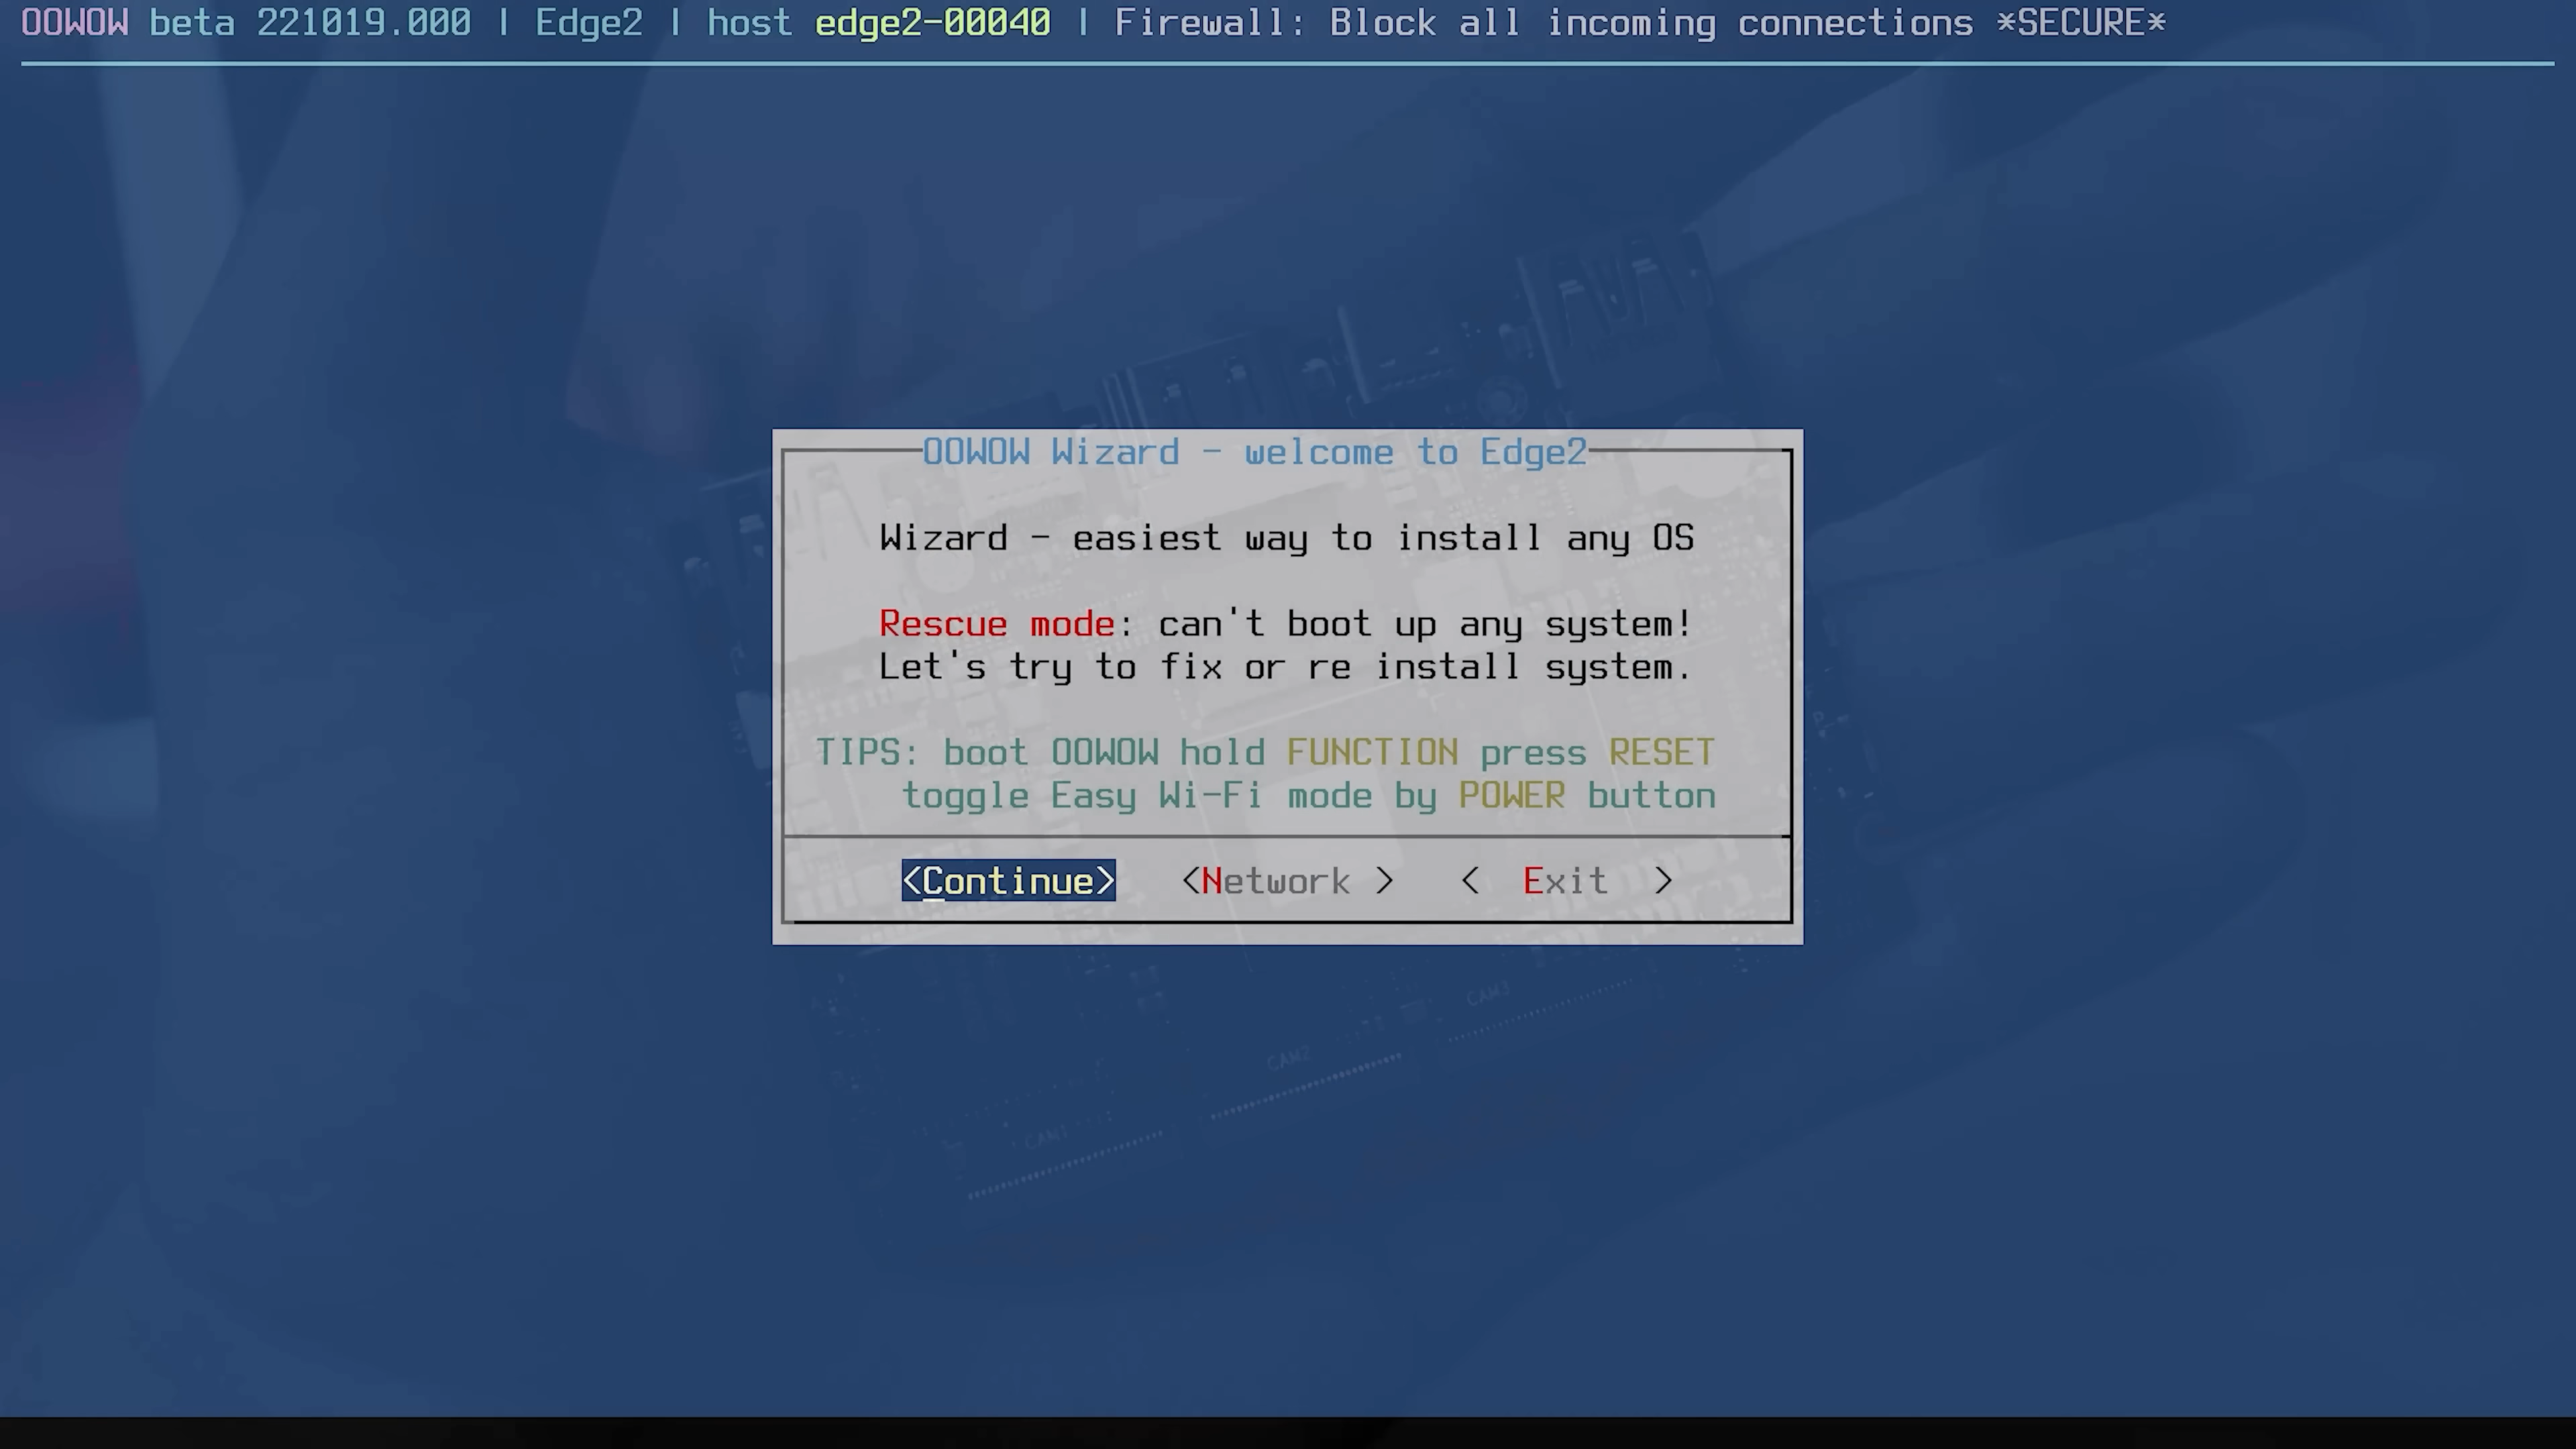 OOWOW beta 221019.000 | Edge2 | host edge2-00040 | Firewall: Block all incoming connections *SECURE*
OOWOW Wizard - welcome to Edge2
Wizard - easiest way to install any OS
Rescue mode: can't boot up any system!
Let's try to fix or re install system.
TIPS: boot OOWOW hold FUNCTION press RESET
toggle Easy Wi-Fi mode by POWER button
<Continue> <Network > < Exit >
CAM3
CAM2
CAM1